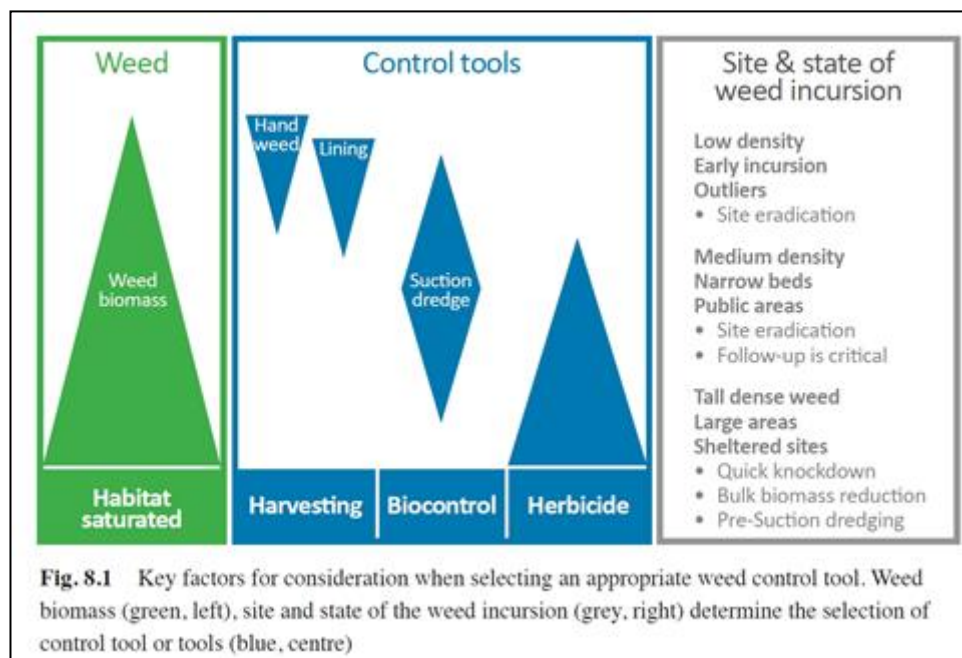 Weed
Weed
biomass
Habitat
saturated
Control tools
Hand
weed
Lining
Suction
dredge
Harvesting
Biocontrol
Herbicide
Site & state of
weed incursion
Low density
Early incursion
Outliers
• Site eradication
Medium density
Narrow beds
Public areas
• Site eradication
• Follow-up is critical
Tall dense weed
Large areas
Sheltered sites
• Quick knockdown
• Bulk biomass reduction
• Pre-Suction dredging
Fig. 8.1 Key factors for consideration when selecting an appropriate weed control tool. Weed
biomass (green, left), site and state of the weed incursion (grey, right) determine the selection of
control tool or tools (blue, centre)